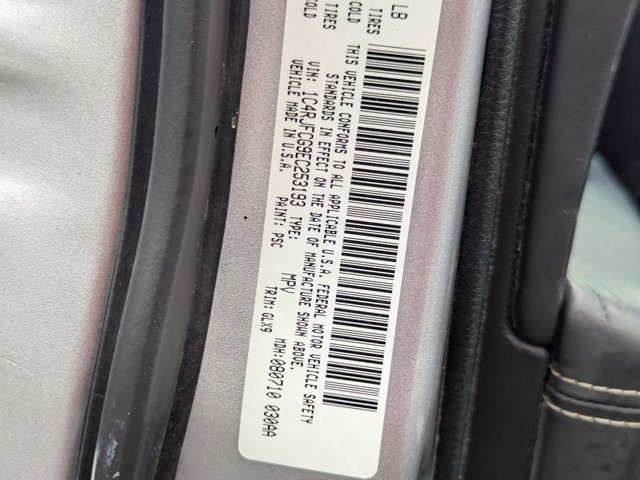 LB
TIRES COLD
TIRES COLD
THIS VEHICLE CONFORMS TO ALL APPLICABLE U.S.A. FEDERAL MOTOR VEHICLE SAFETY
STANDARDS IN EFFECT ON THE DATE OF MANUFACTURE SHOWN ABOVE.
VIN: 1C4RJFCG9EC253193 TYPE: MPV
VEHICLE MADE IN U.S.A. PAINT: PSC TRIM: GLX9 MDH: 080710 030AA